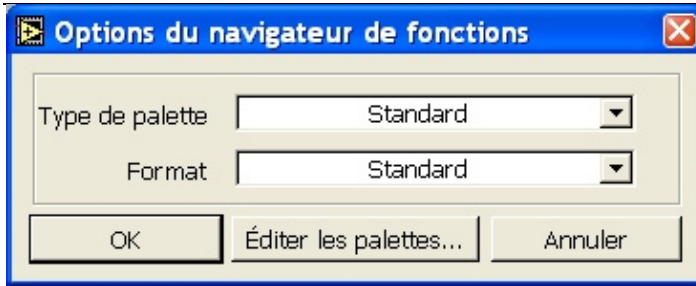 Options du navigateur de fonctions
Type de palette Standard
Format Standard
OK Éditer les palettes... Annuler